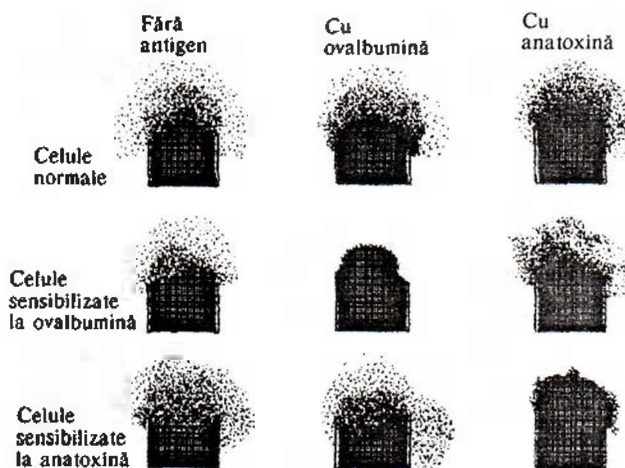 Fără
antigen
Cu
ovalbumină
Cu
anatoxină
Celule
normale
Celule
sensibilizate
la ovalbumină
Celule
sensibilizate
la anatoxină